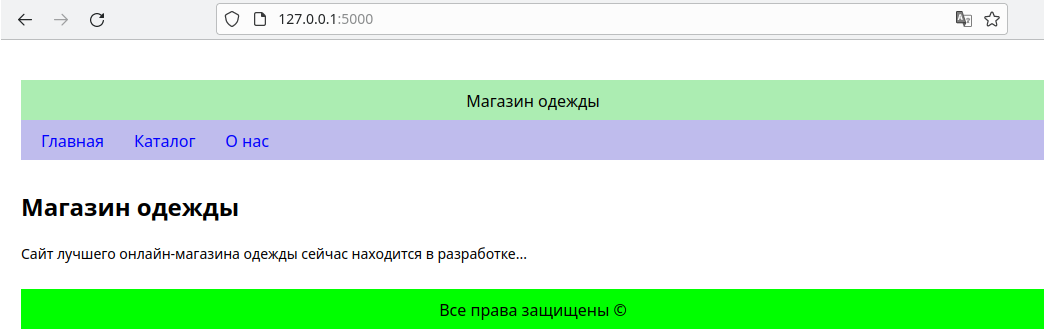 127.0.0.1:5000
Магазин одежды
Главная Каталог О нас
Магазин одежды
Сайт лучшего онлайн-магазина одежды сейчас находится в разработке...
Все права защищены ©